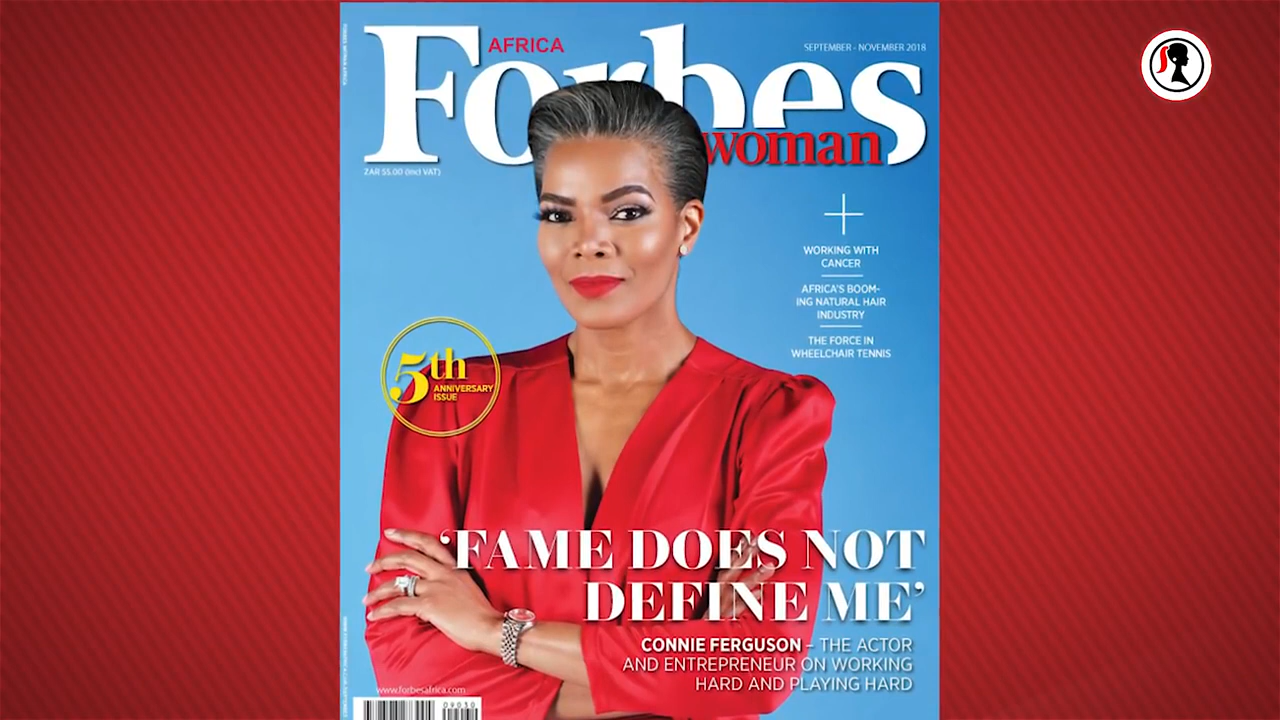 AFRICA
Forbes
woman
SEPTEMBER - NOVEMBER 2018
ZAR 55.00 (incl VAT)
WORKING WITH
CANCER
AFRICA'S BOOM-
ING NATURAL HAIR
INDUSTRY
THE FORCE IN
WHEELCHAIR TENNIS
5th
ANNIVERSARY
ISSUE
'FAME DOES NOT
DEFINE ME'
CONNIE FERGUSON – THE ACTOR
AND ENTREPRENEUR ON WORKING
HARD AND PLAYING HARD
www.forbesafrica.com
09030